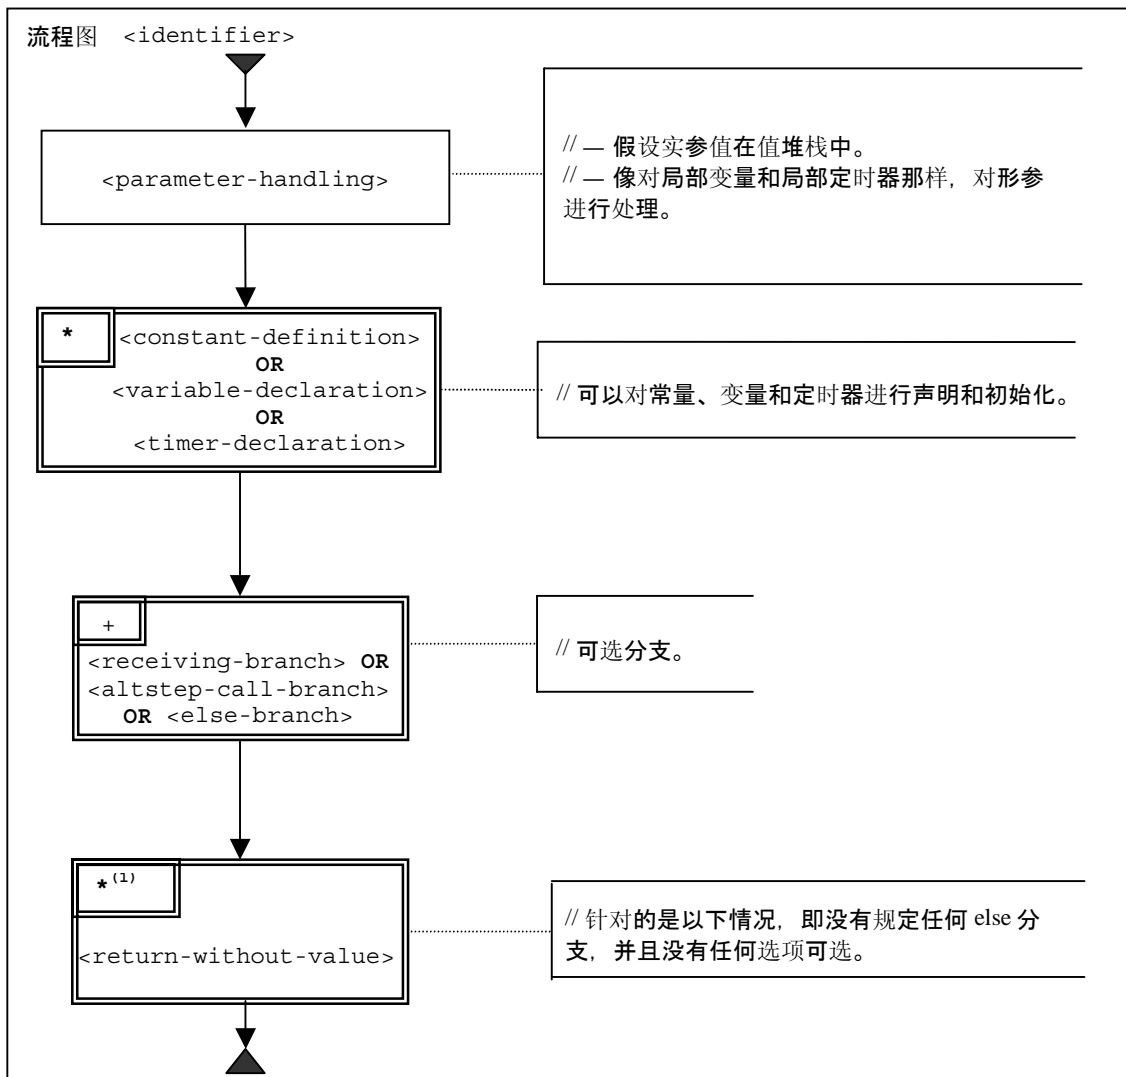 流程图 <identifier>
<parameter-handling>
// — 假设实参值在值堆栈中。
// — 像对局部变量和局部定时器那样，对形参
进行处理。
*
<constant-definition>
OR
<variable-declaration>
OR
<timer-declaration>
// 可以对常量、变量和定时器进行声明和初始化。
+
<receiving-branch> OR
<altstep-call-branch>
OR <else-branch>
// 可选分支。
*(1)
<return-without-value>
// 针对的是以下情况，即没有规定任何 else 分
支，并且没有任何选项可选。